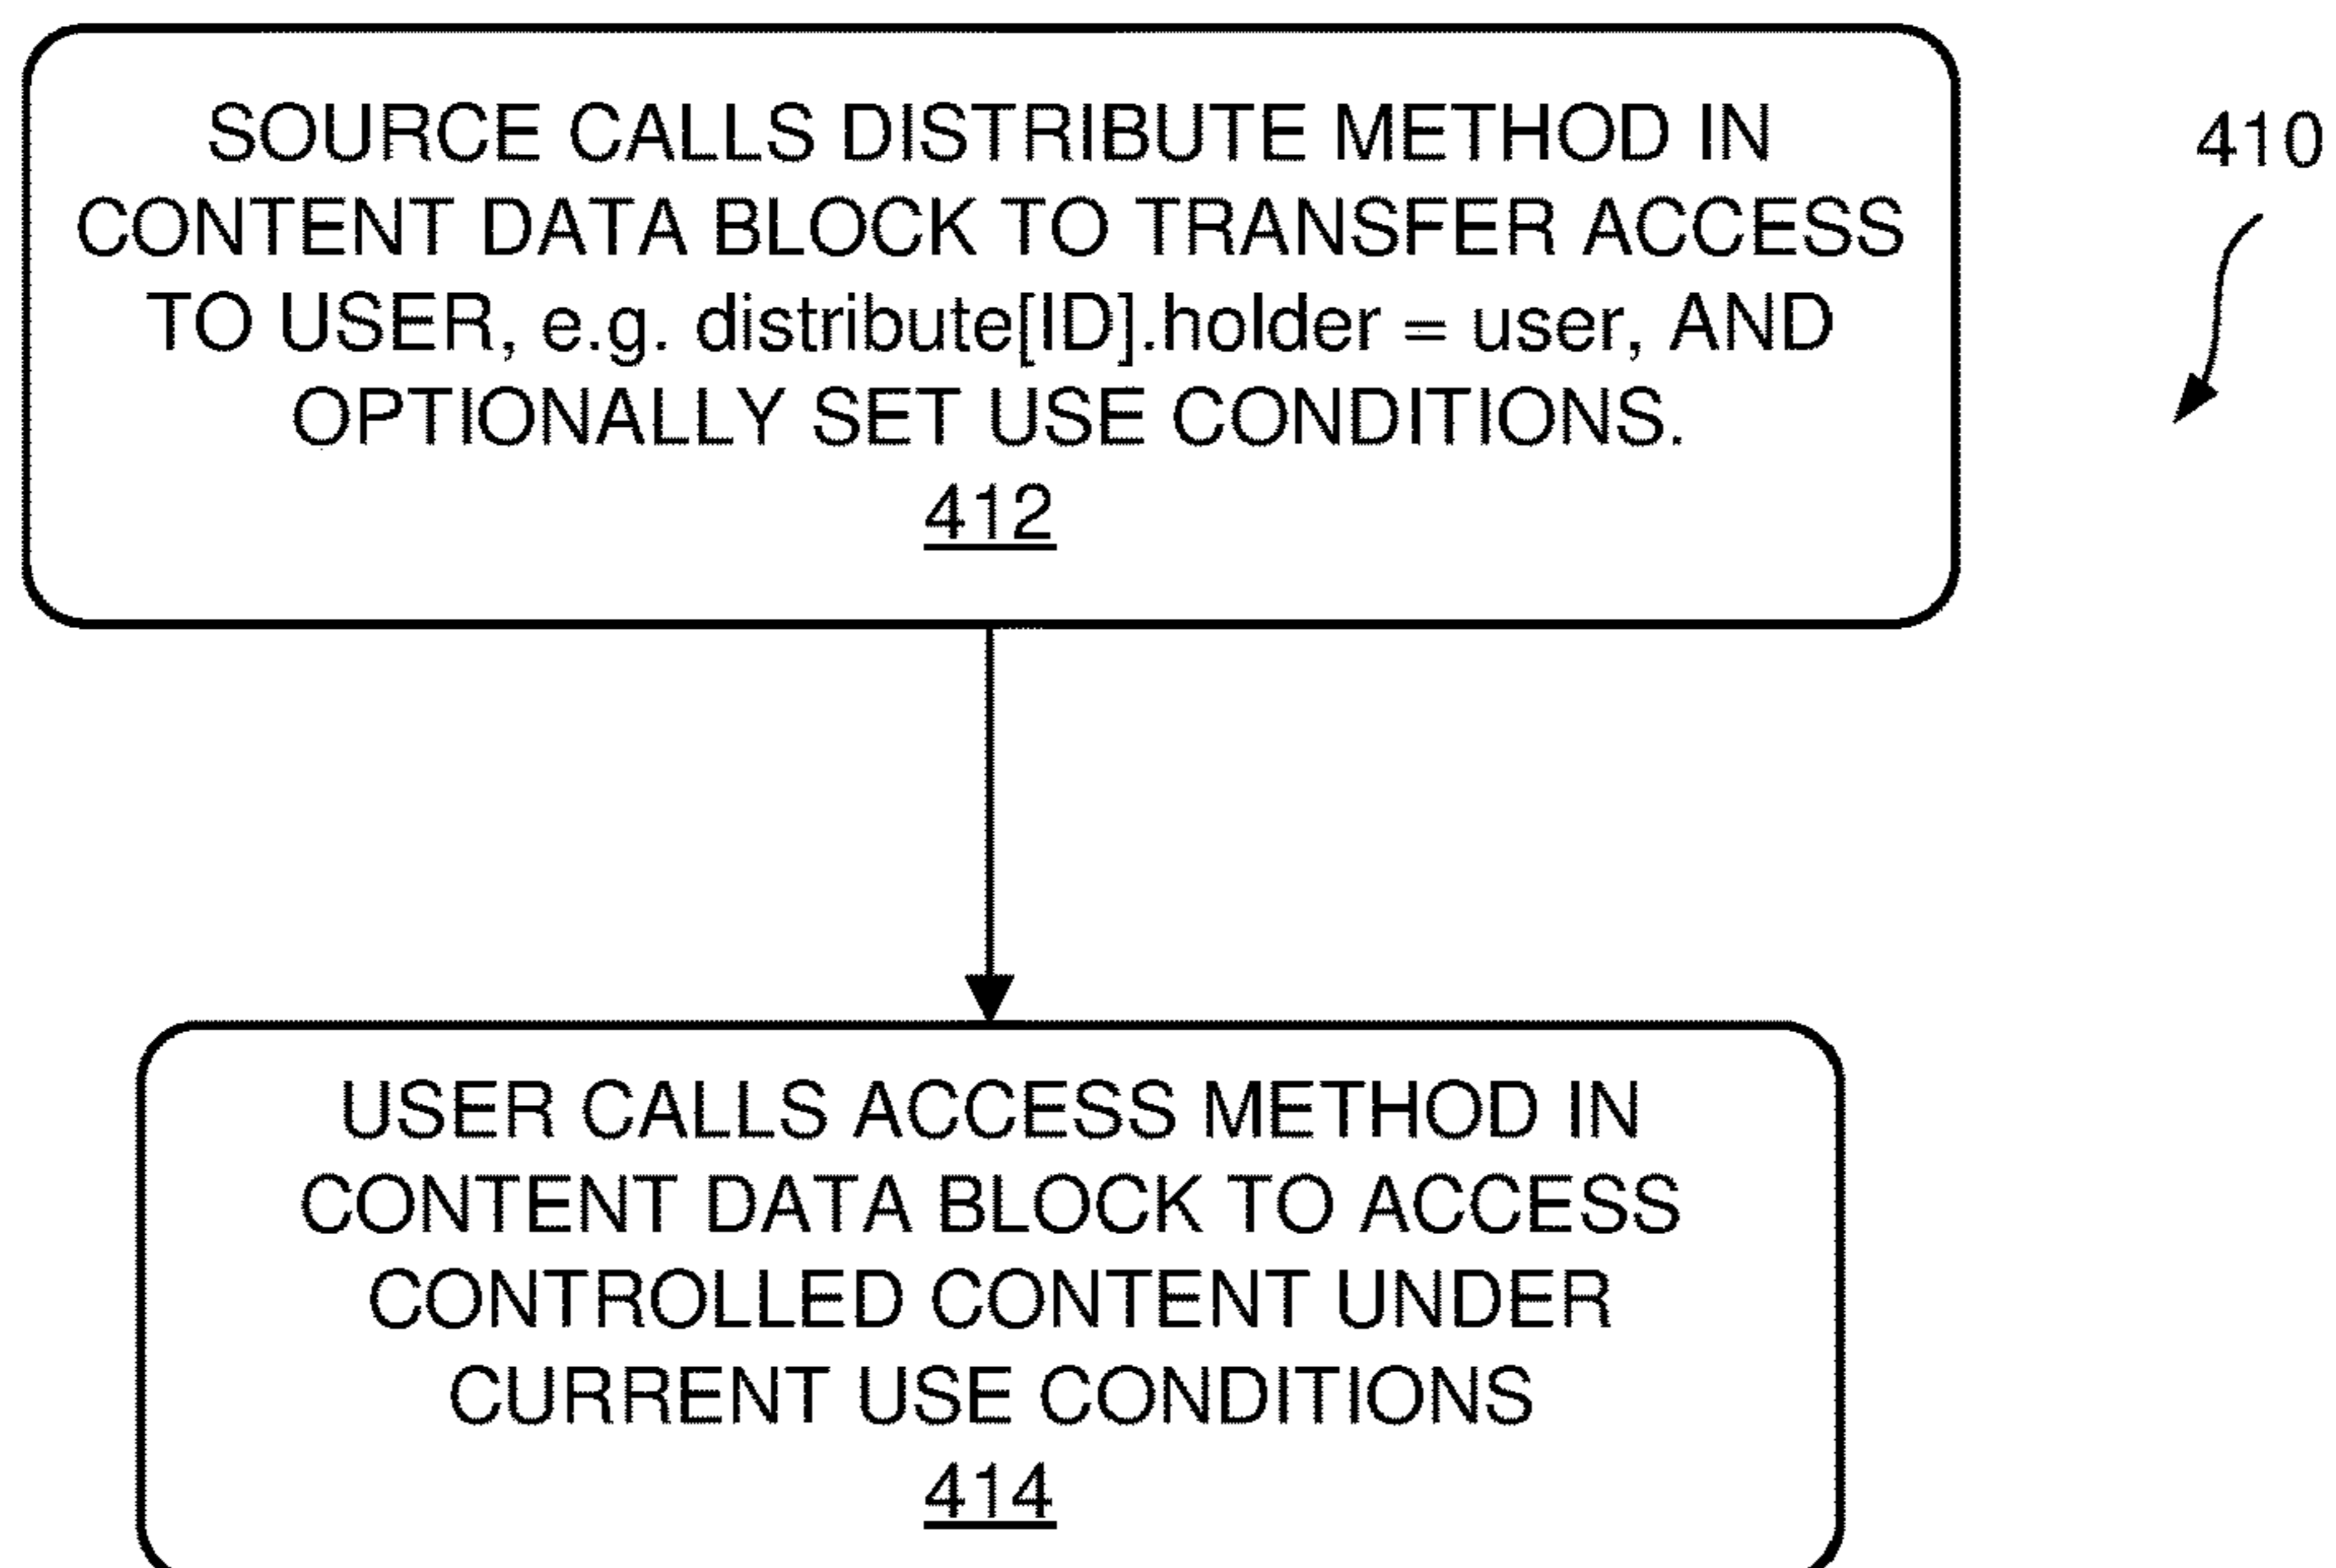 SOURCE CALLS DISTRIBUTE METHOD IN
CONTENT DATA BLOCK TO TRANSFER ACCESS
TO USER, e.g. distribute[ID].holder = user, AND
OPTIONALLY SET USE CONDITIONS.
412
410
USER CALLS ACCESS METHOD IN
CONTENT DATA BLOCK TO ACCESS
CONTROLLED CONTENT UNDER
CURRENT USE CONDITIONS
414